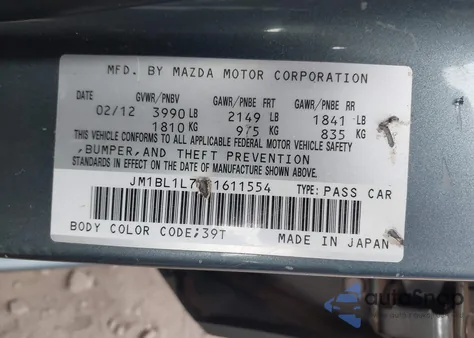 MFD. BY MAZDA MOTOR CORPORATION
DATE GVWR/PNBV GAWR/PNBE FRT GAWR/PNBE RR
02/12 3990 LB 2149 LB 1841 LB
1810 KG 975 KG 835 KG
THIS VEHICLE CONFORMS TO ALL APPLICABLE FEDERAL MOTOR VEHICLE SAFETY
,BUMPER,AND THEFT PREVENTION
STANDARDS IN EFFECT ON THE DATE OF MANUFACTURE SHOWN ABOVE.
TYPE: PASS CAR
BODY COLOR CODE:39T MADE IN JAPAN
autoSnap